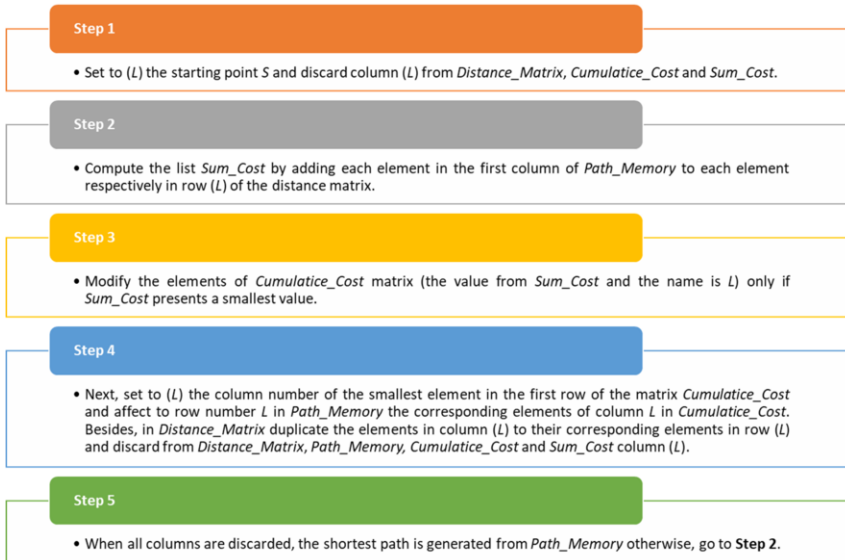 Step 1
• Set to (L) the starting point S and discard column (L) from Distance_Matrix, Cumulatice_Cost and Sum_Cost.
Step 2
• Compute the list Sum_Cost by adding each element in the first column of Path_Memory to each element
respectively in row (L) of the distance matrix.
Step 3
• Modify the elements of Cumulatice_Cost matrix (the value from Sum_Cost and the name is L) only if
Sum_Cost presents a smallest value.
Step 4
• Next, set to (L) the column number of the smallest element in the first row of the matrix Cumulatice_Cost
and affect to row number L in Path_Memory the corresponding elements of column L in Cumulatice_Cost.
Besides, in Distance_Matrix duplicate the elements in column (L) to their corresponding elements in row (L)
and discard from Distance_Matrix, Path_Memory, Cumulatice_Cost and Sum_Cost column (L).
Step 5
• When all columns are discarded, the shortest path is generated from Path_Memory otherwise, go to Step 2.